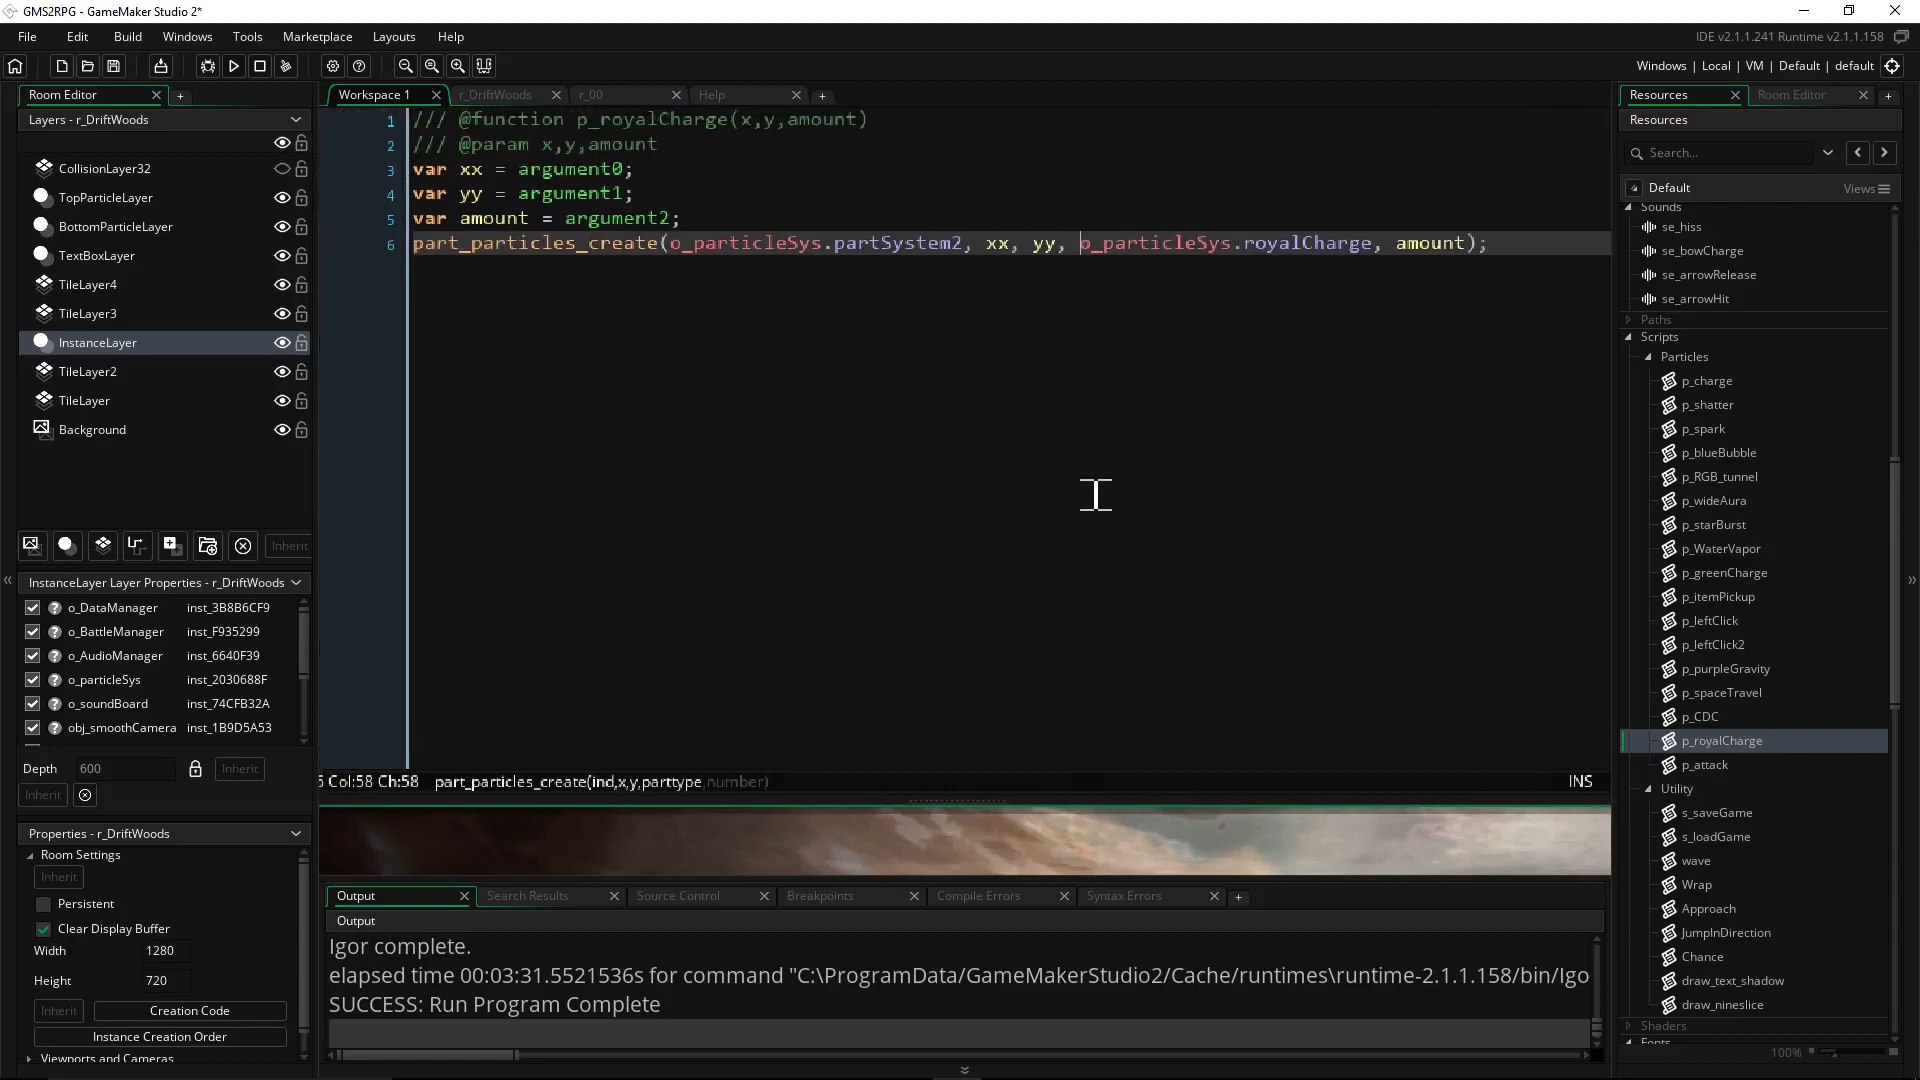 GMS2RPG - GameMaker Studio 2*
File Edit Build Windows Tools Marketplace Layouts Help
IDE v2.1.1.241 Runtime v2.1.1.158
Windows | Local | VM | Default | default
Room Editor
Layers - r_DriftWoods
CollisionLayer32
TopParticleLayer
BottomParticleLayer
TextBoxLayer
TileLayer4
TileLayer3
InstanceLayer
TileLayer2
TileLayer
Background
Inherit
InstanceLayer Layer Properties - r_DriftWoods
o_DataManager inst_3B8B6CF9
o_BattleManager inst_F935299
o_AudioManager inst_6640F39
o_particleSys inst_2030688F
o_soundBoard inst_74CFB32A
obj_smoothCamera inst_1B9D5A53
Depth 600 Inherit
Inherit
Properties - r_DriftWoods
Room Settings
Inherit
Persistent
Clear Display Buffer
Width 1280
Height 720
Inherit Creation Code
Instance Creation Order
Viewports and Cameras
Workspace 1 r_DriftWoods r_00 Help
1 /// @function p_royalCharge(x,y,amount)
2 /// @param x,y,amount
3 var xx = argument0;
4 var yy = argument1;
5 var amount = argument2;
6 part_particles_create(o_particleSys.partSystem2, xx, yy, o_particleSys.royalCharge, amount);
6 Col:58 Ch:58 part_particles_create(ind,x,y,parttype,number) INS
Output Search Results Source Control Breakpoints Compile Errors Syntax Errors
Output
Igor complete.
elapsed time 00:03:31.5521536s for command "C:\ProgramData/GameMakerStudio2/Cache/runtimes\runtime-2.1.1.158/bin/Igo
SUCCESS: Run Program Complete
Resources Room Editor
Resources
Search...
Default Views
Sounds
se_hiss
se_bowCharge
se_arrowRelease
se_arrowHit
Paths
Scripts
Particles
p_charge
p_shatter
p_spark
p_blueBubble
p_RGB_tunnel
p_wideAura
p_starBurst
p_WaterVapor
p_greenCharge
p_itemPickup
p_leftClick
p_leftClick2
p_purpleGravity
p_spaceTravel
p_CDC
p_royalCharge
p_attack
Utility
s_saveGame
s_loadGame
wave
Wrap
Approach
JumpInDirection
Chance
draw_text_shadow
draw_nineslice
Shaders
Fonts
100%